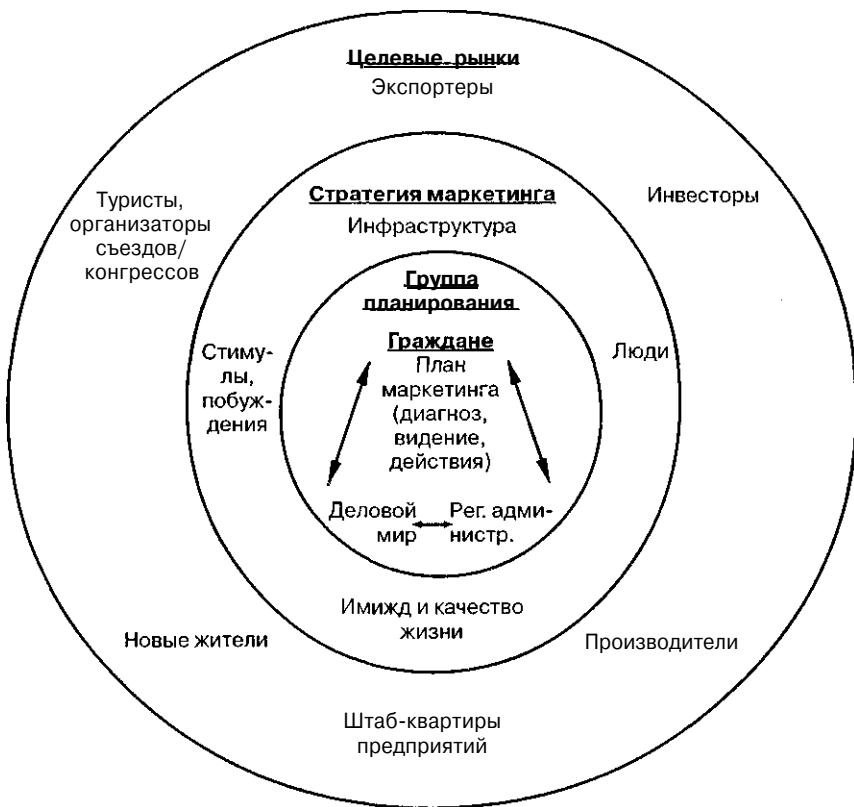 Целевые рынки
Экспортеры
Туристы,
организаторы
съездов/
конгрессов
Инвесторы
Стратегия маркетинга
Инфраструктура
Группа
планирования
Граждане
План
маркетинга
(диагноз,
видение,
действия)
Стиму-
лы,
побуж-
дения
Люди
Деловой
мир
Рег. адми-
нистр.
Имижд и качество
жизни
Новые жители
Производители
Штаб-квартиры
предприятий